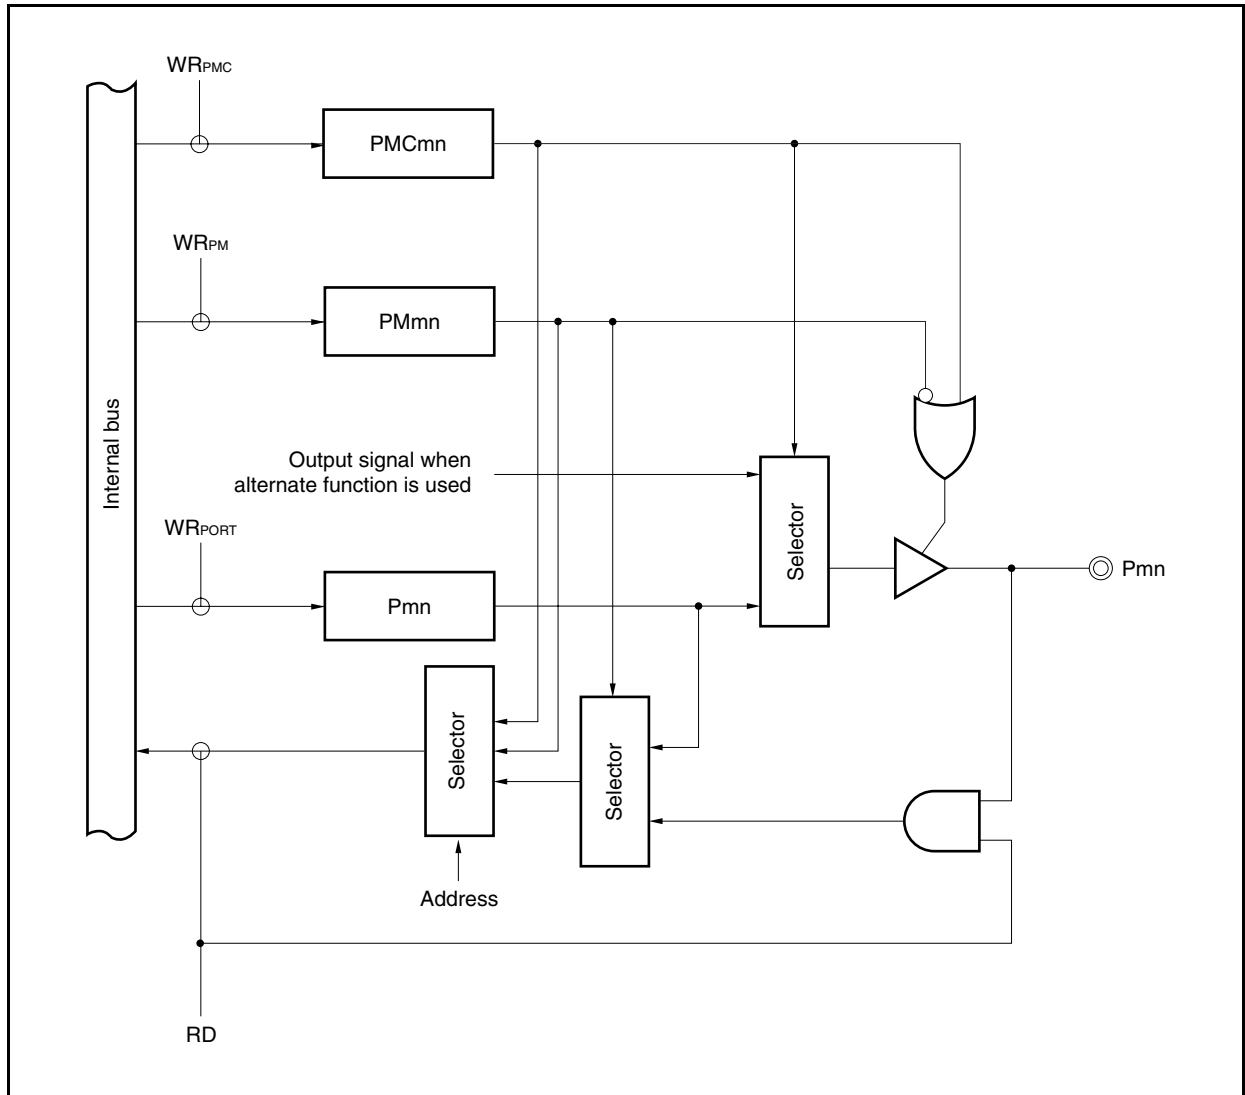 WRPMC
PMCmn
WRPM
PMmn
Internal bus
Output signal when
alternate function is used
Selector
WRPORT
Pmn
Pmn
Selector
Selector
Address
RD